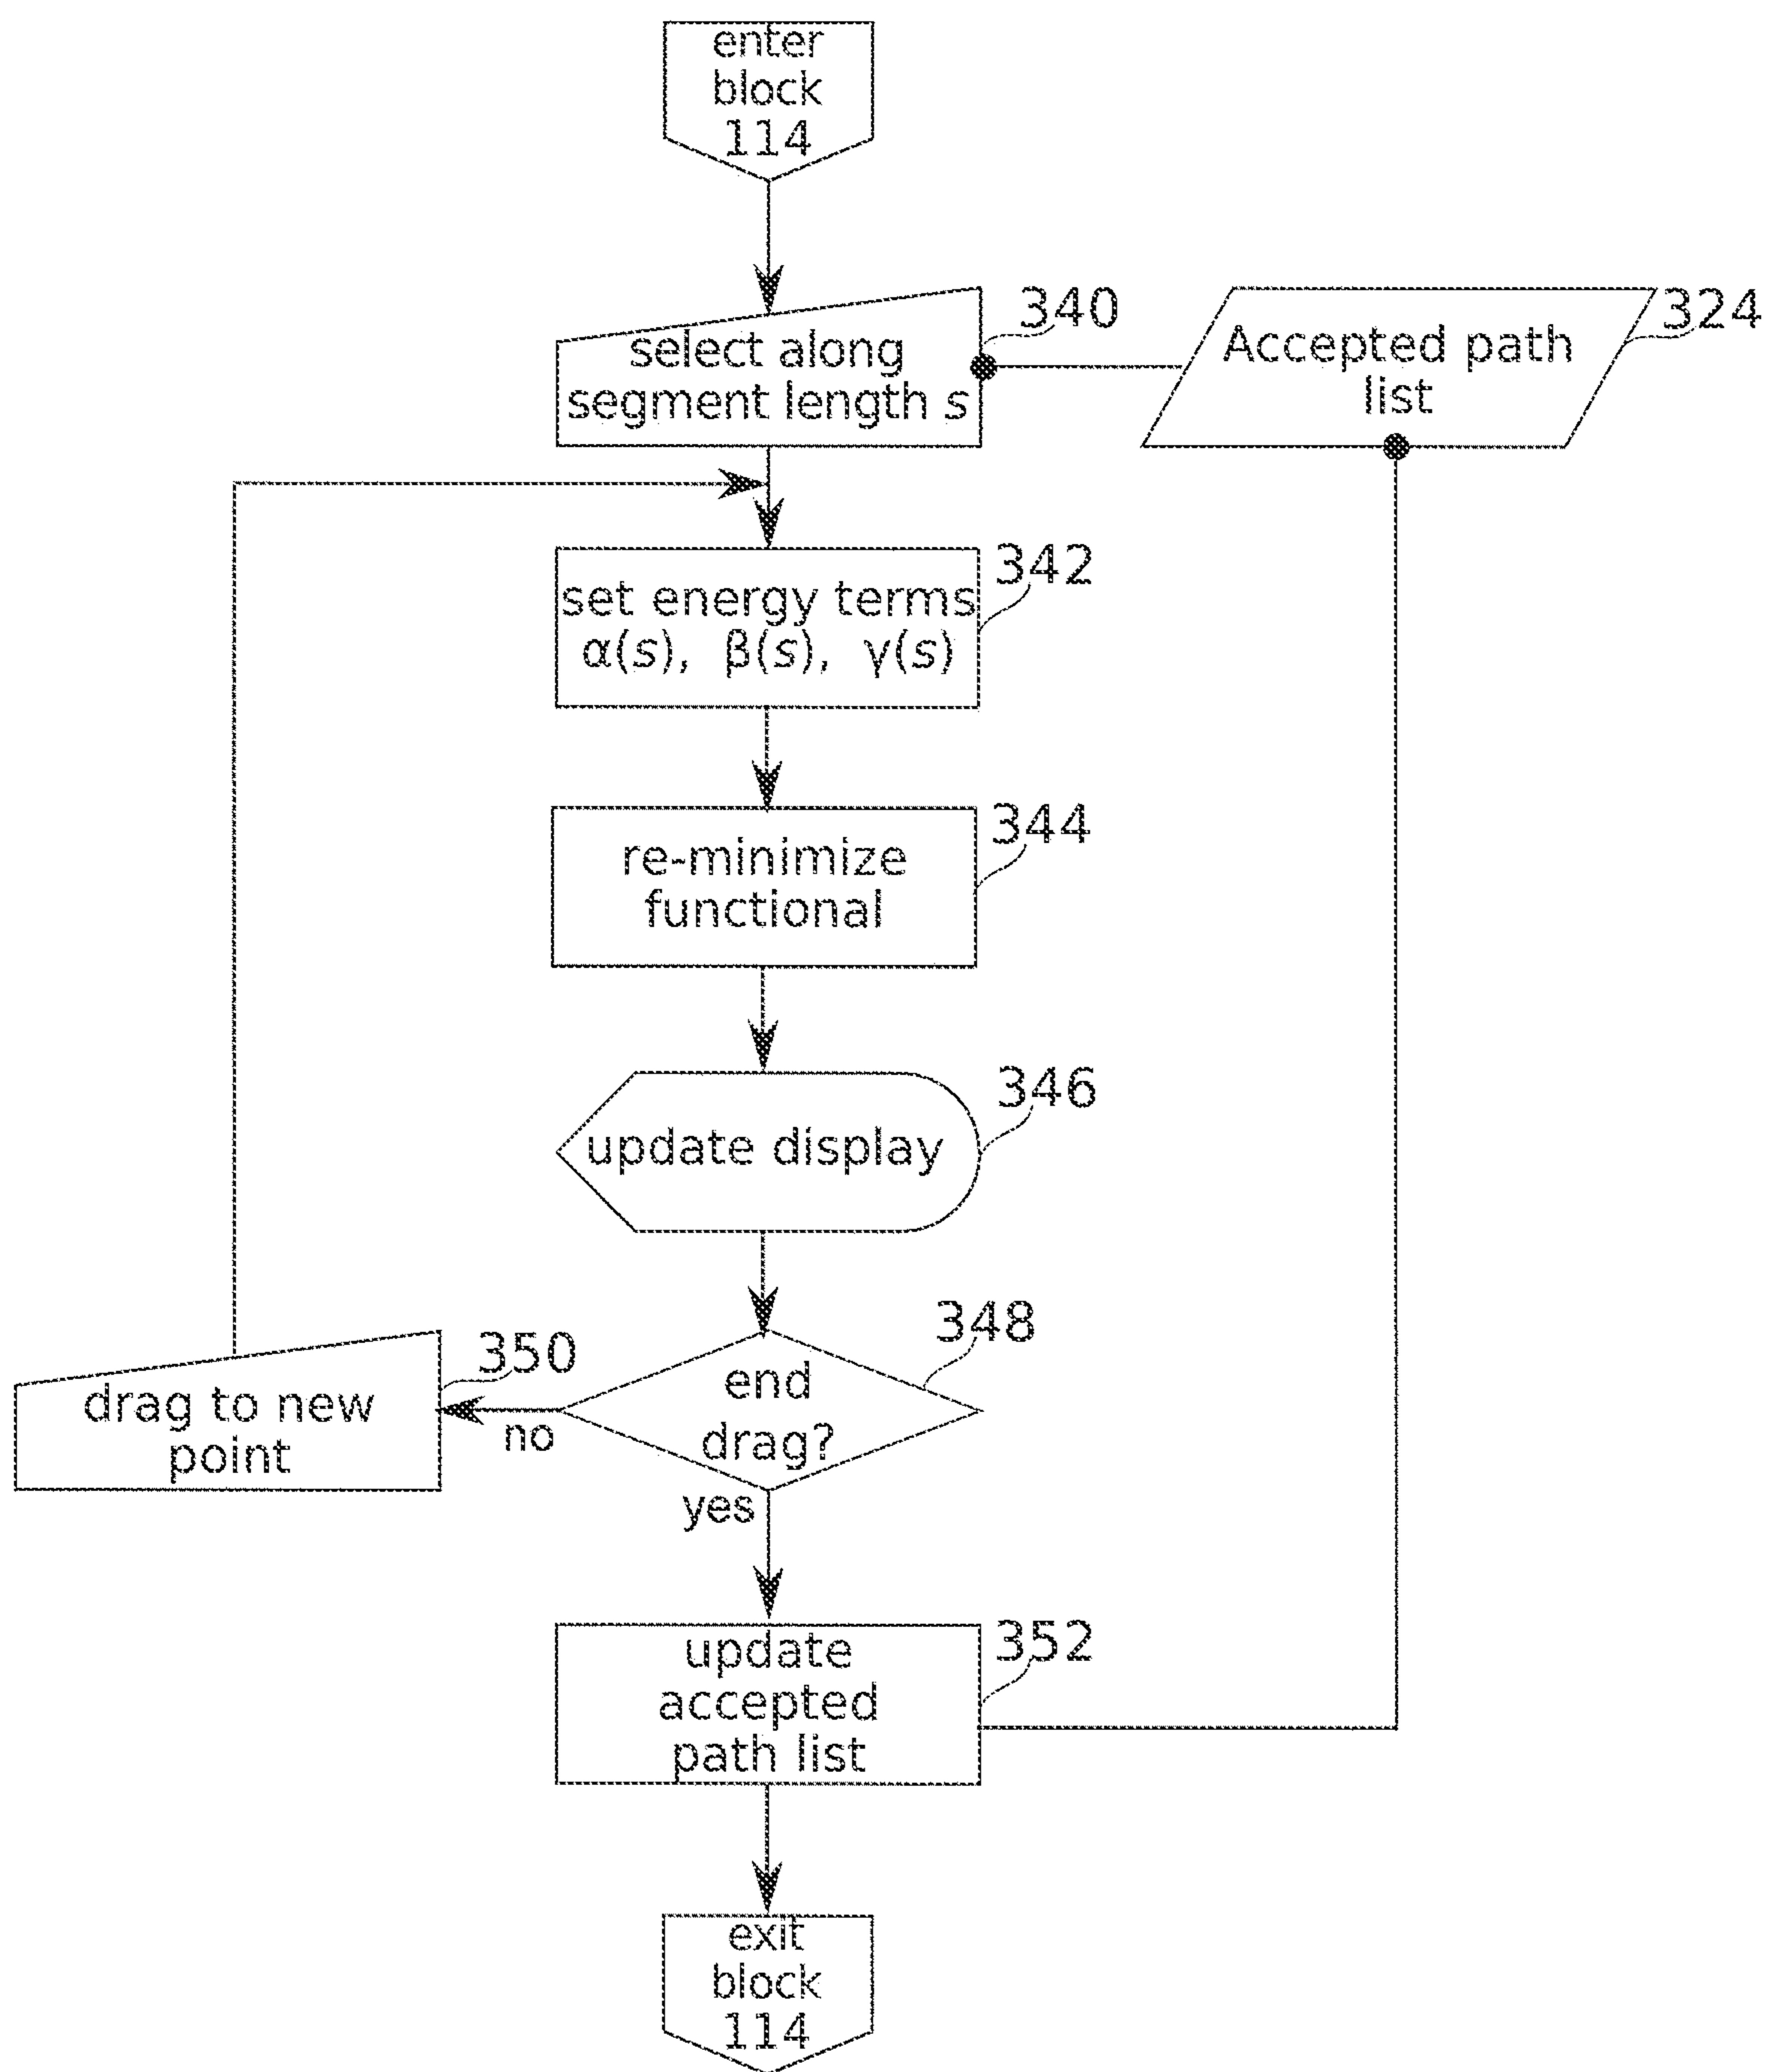 enter
block
114
340
select along
segment length s
324
Accepted path
list
342
set energy terms
α(s), β(s), γ(s)
344
re-minimize
functional
346
update display
348
end
drag?
350
drag to new
point
no
yes
352
update
accepted
path list
exit
block
114